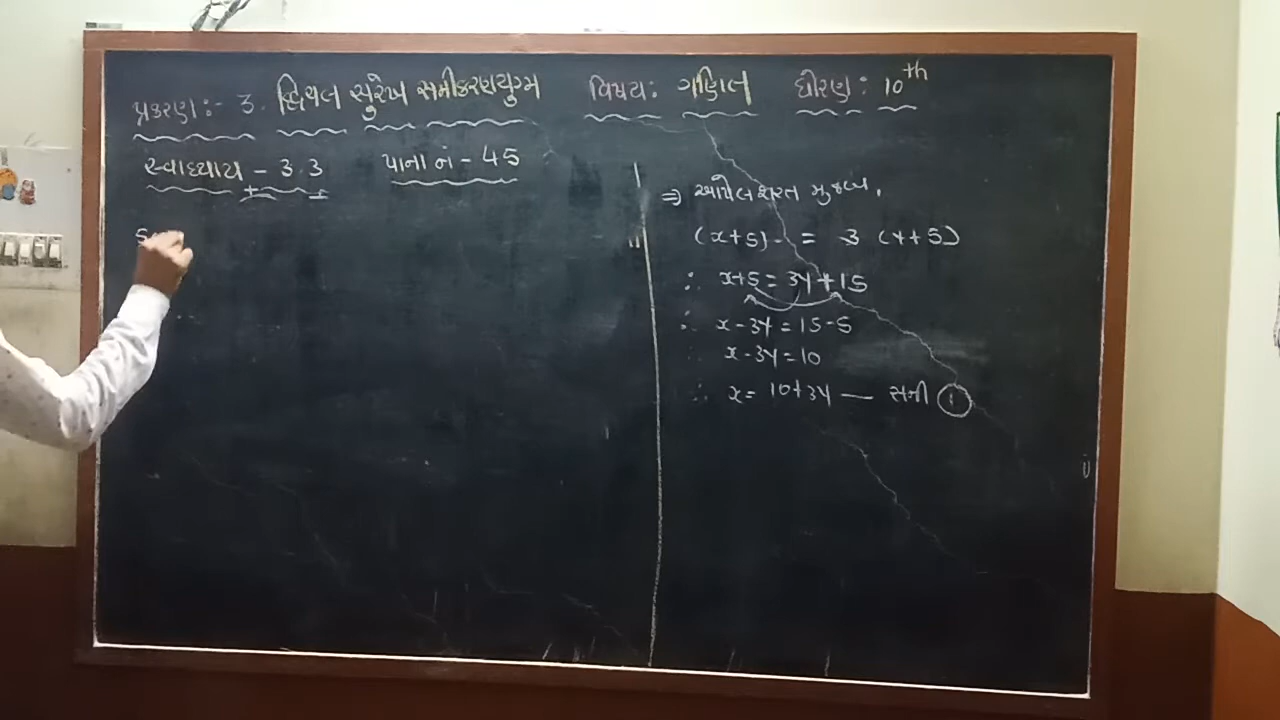 પ્રકરણ:- 3. દ્વિચલ સુરેખ સમીકરણયુગ્મ વિષય: ગણિત ધોરણ: 10th
સ્વાધ્યાય - 3.3 પાના નં - 45
⇒ આપેલ શરત મુજબ,
(x+5) = 3 (y+5)
∴ x+5 = 3y+15
∴ x-3y = 15-5
∴ x-3y = 10
∴ x = 10+3y — સમી ①